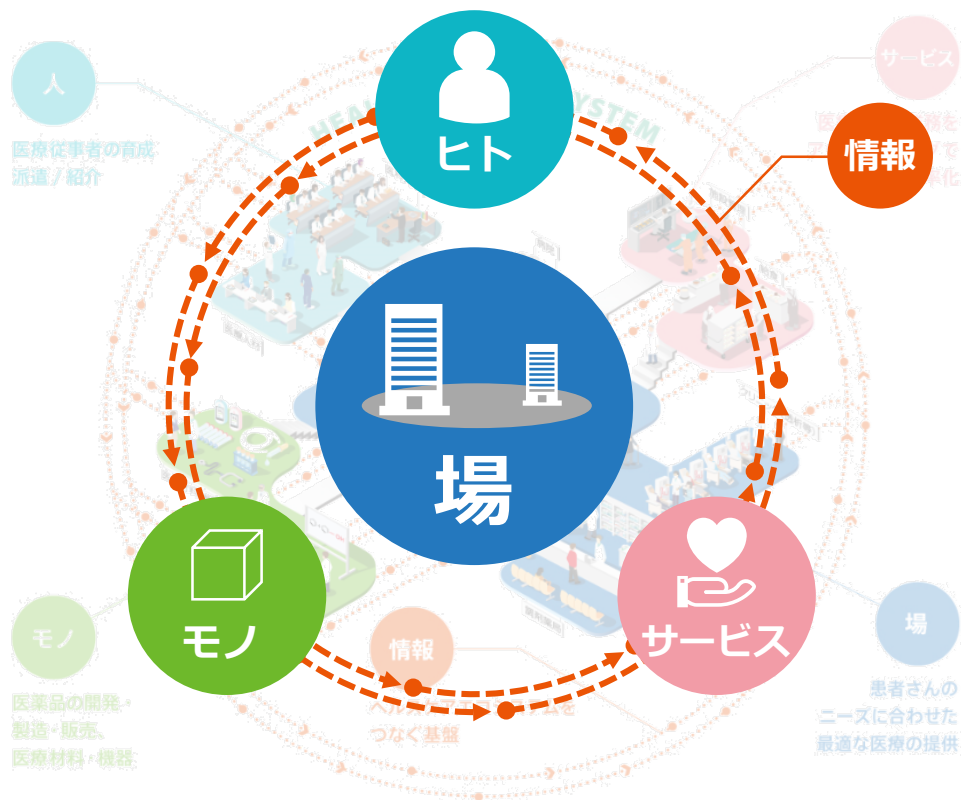 ヒト
情報
場
モノ
サービス
人
医療従事者の育成
派遣／紹介
サービス
モノ
医薬品の開発・
製造・販売、
医療材料・機器
情報
つなぐ基盤
場
患者さんの
ニーズに合わせた
最適な医療の提供